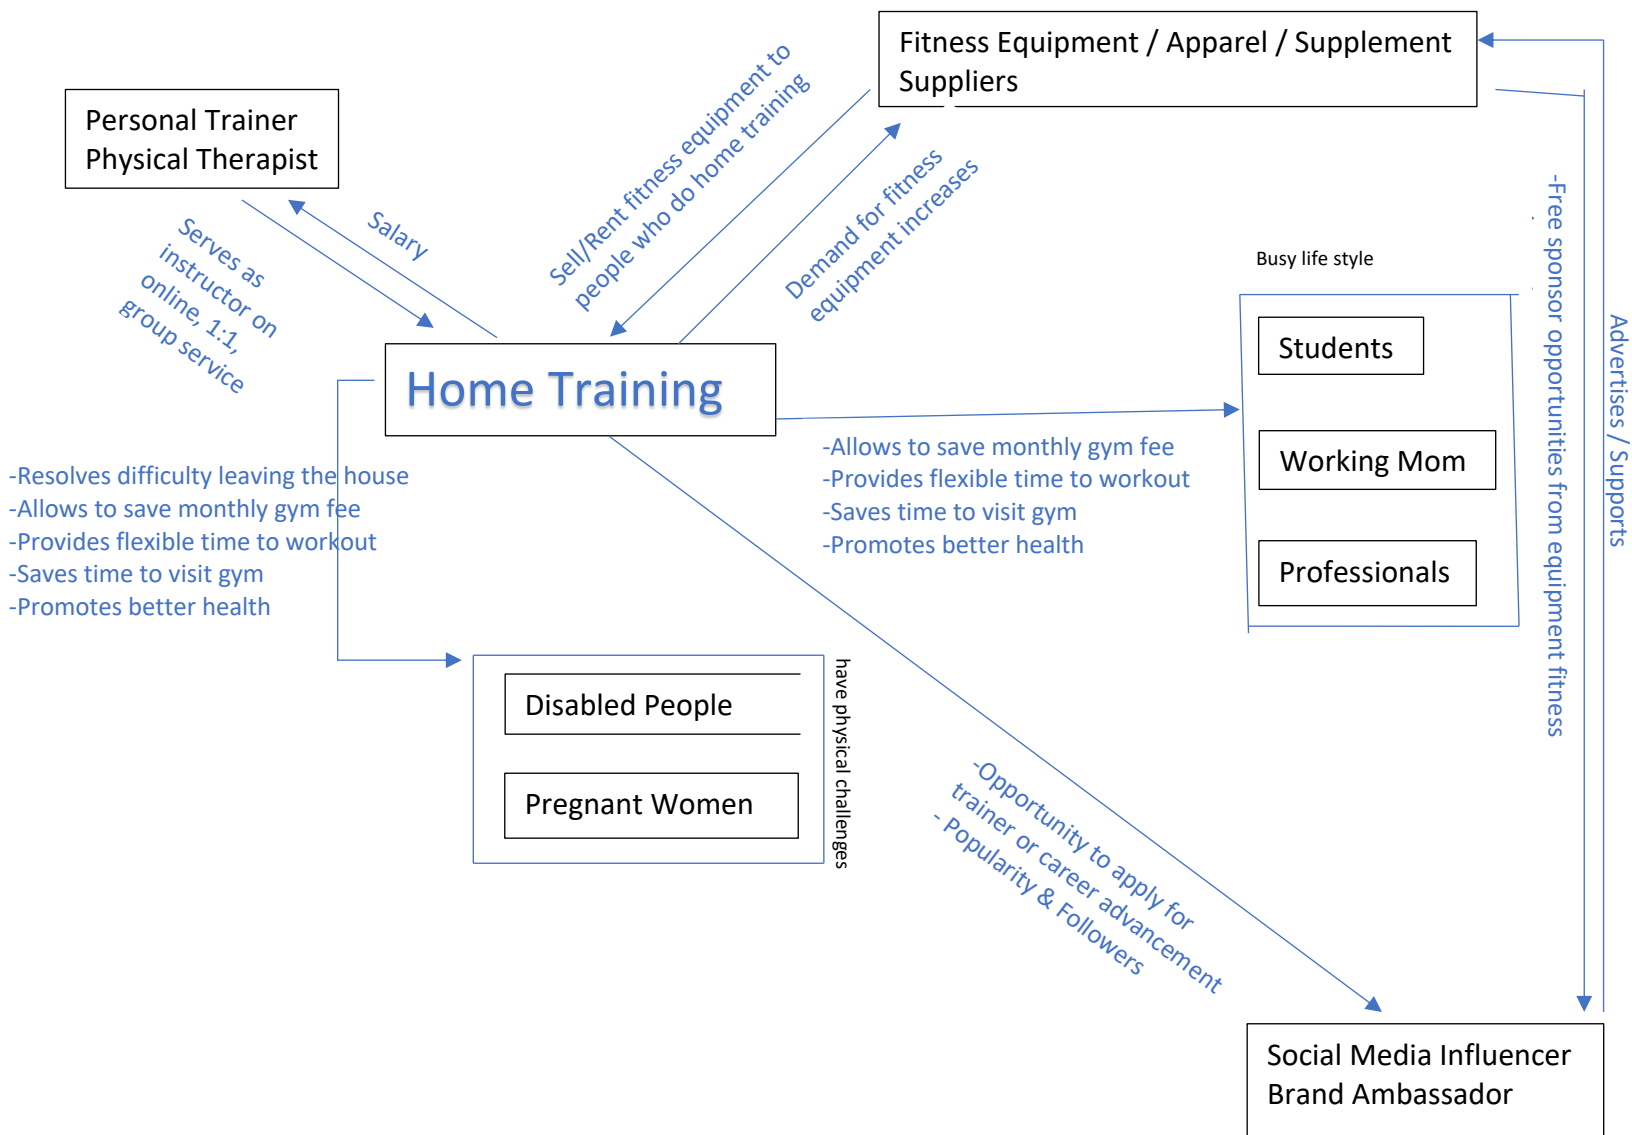 Fitness Equipment / Apparel / Supplement
Suppliers
Personal Trainer
Physical Therapist
Sell/Rent fitness equipment to
people who do home training
Demand for fitness
equipment increases
Salary
Serves as
instructor on
online, 1:1,
group service
Home Training
Busy life style
Students
Working Mom
Professionals
-Free sponsor opportunities from equipment fitness
Advertises / Supports
-Allows to save monthly gym fee
-Provides flexible time to workout
-Saves time to visit gym
-Promotes better health
-Resolves difficulty leaving the house
-Allows to save monthly gym fee
-Provides flexible time to workout
-Saves time to visit gym
-Promotes better health
Disabled People
Pregnant Women
have physical challenges
-Opportunity to apply for
trainer or career advancement
- Popularity & Followers
Social Media Influencer
Brand Ambassador